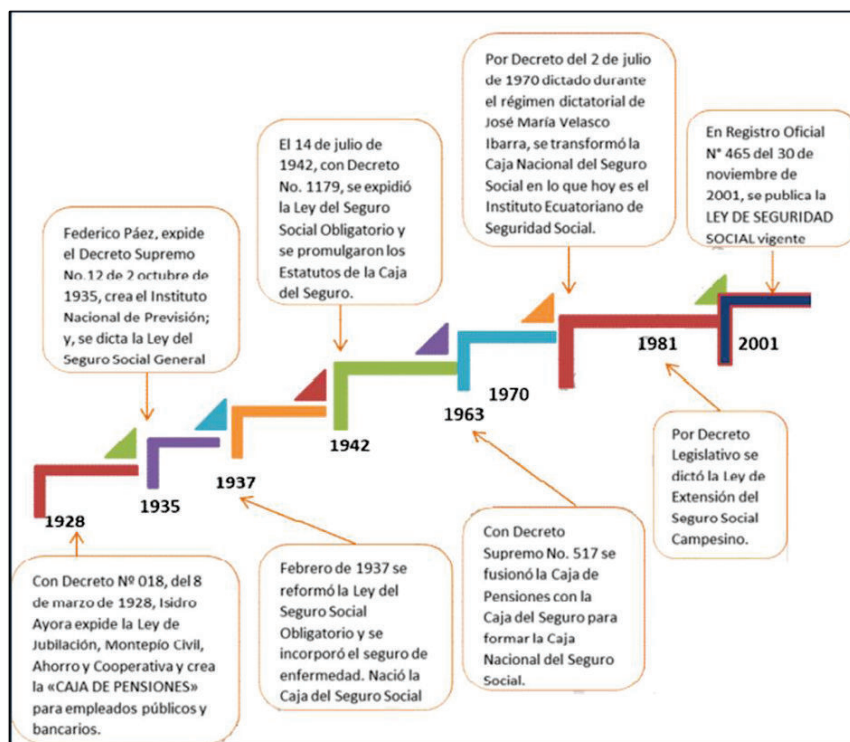 Por Decreto del 2 de julio
de 1970 dictado durante
el régimen dictatorial de
José María Velasco
Ibarra, se transformó la
Caja Nacional del Seguro
Social en lo que hoy es el
Instituto Ecuatoriano de
Seguridad Social.
En Registro Oficial
N° 465 del 30 de
noviembre de
2001, se publica la
LEY DE SEGURIDAD
SOCIAL vigente
El 14 de julio de
1942, con Decreto
No. 1179, se expidió
la Ley del Seguro
Social Obligatorio y
se promulgaron los
Estatutos de la Caja
del Seguro.
Federico Páez, expide
el Decreto Supremo
No.12 de 2 octubre de
1935, crea el Instituto
Nacional de Previsión;
y, se dicta la Ley del
Seguro Social General
1928
1935
1937
1942
1963
1970
1981
2001
Con Decreto Nº 018, del 8
de marzo de 1928, Isidro
Ayora expide la Ley de
Jubilación, Montepío Civil,
Ahorro y Cooperativa y crea
la «CAJA DE PENSIONES»
para empleados públicos y
bancarios.
Febrero de 1937 se
reformó la Ley del
Seguro Social
Obligatorio y se
incorporó el seguro de
enfermedad. Nació la
Caja del Seguro Social
Con Decreto
Supremo No. 517 se
fusionó la Caja de
Pensiones con la
Caja del Seguro para
formar la Caja
Nacional del Seguro
Social.
Por Decreto
Legislativo se
dictó la Ley de
Extensión del
Seguro Social
Campesino.